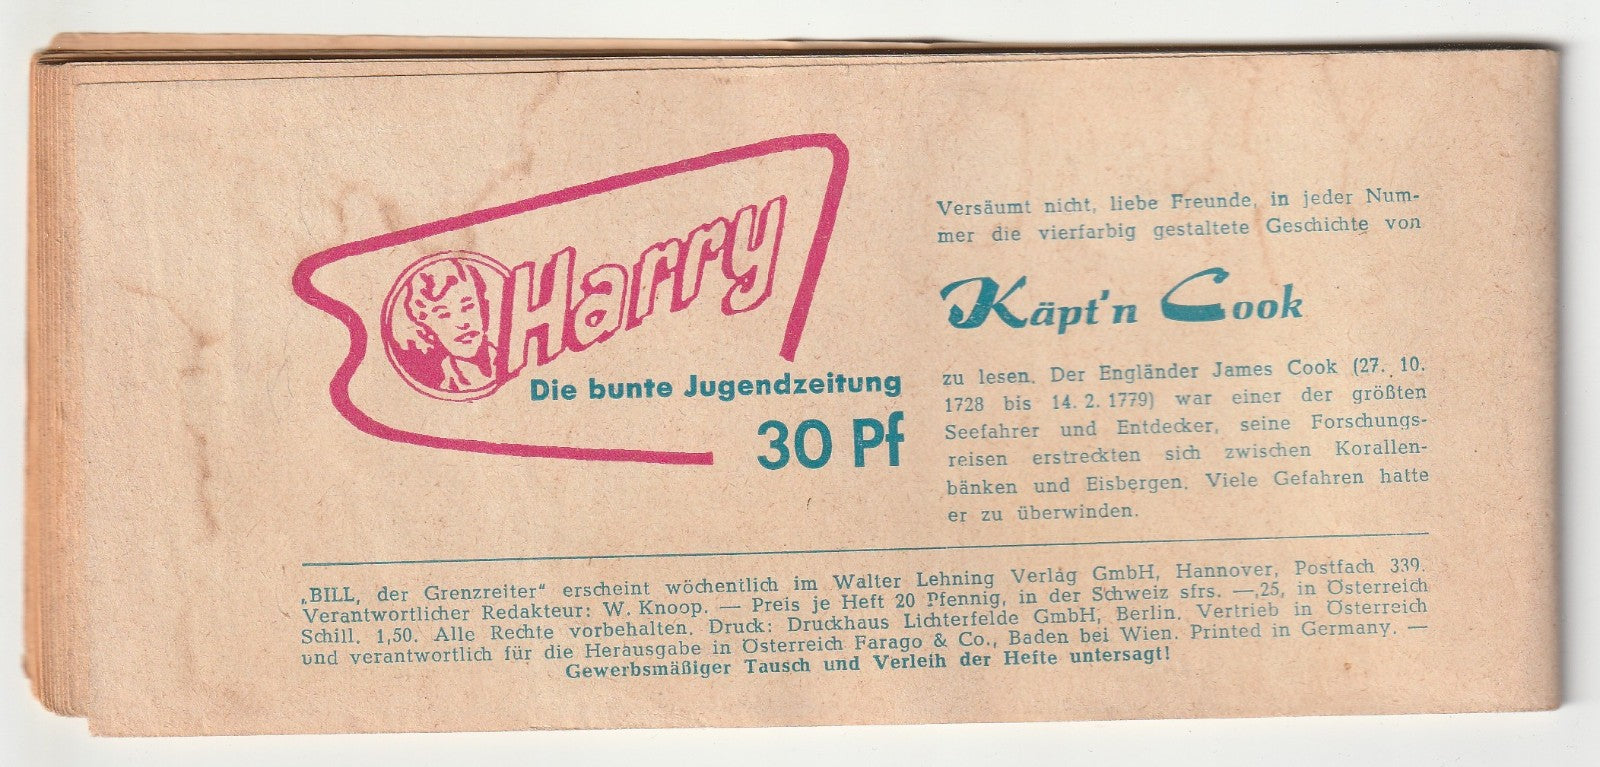 Harry
Die bunte Jugendzeitung
30 Pf
Versäumt nicht, liebe Freunde, in jeder Num-
mer die vierfarbig gestaltete Geschichte von
Käpt'n Cook
zu lesen. Der Engländer James Cook (27. 10.
1728 bis 14. 2. 1779) war einer der größten
Seefahrer und Entdecker, seine Forschungs-
reisen erstreckten sich zwischen Korallen-
bänken und Eisbergen. Viele Gefahren hatte
er zu überwinden.
„BILL, der Grenzreiter“ erscheint wöchentlich im Walter Lehning Verlag GmbH, Hannover, Postfach 339.
Verantwortlicher Redakteur: W. Knoop. — Preis je Heft 20 Pfennig, in der Schweiz sfrs. —,25, in Österreich
Schill. 1,50. Alle Rechte vorbehalten. Druck: Druckhaus Lichterfelde GmbH, Berlin. Vertrieb in Österreich
und verantwortlich für die Herausgabe in Österreich Farago & Co., Baden bei Wien. Printed in Germany. —
Gewerbsmäßiger Tausch und Verleih der Hefte untersagt!